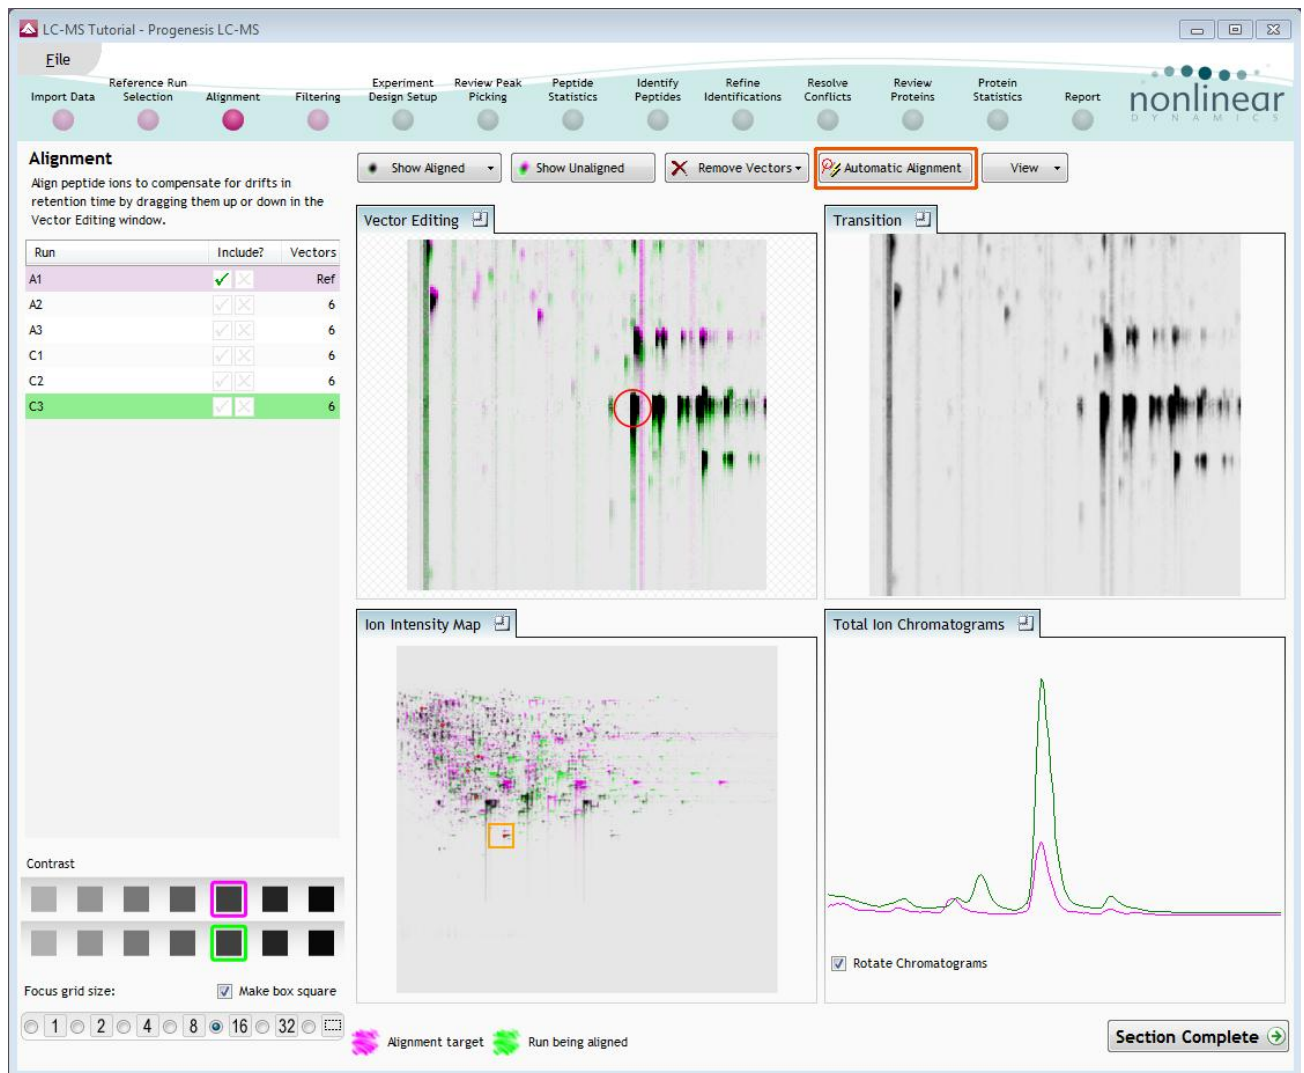 LC-MS Tutorial - Progenesis LC-MS
File
Import Data
Reference Run
Selection
Alignment
Filtering
Experiment
Design Setup
Review Peak
Picking
Peptide
Statistics
Identify
Peptides
Refine
Identifications
Resolve
Conflicts
Review
Proteins
Protein
Statistics
Report
nonlinear
DYNAMICS
Alignment
Align peptide ions to compensate for drifts in
retention time by dragging them up or down in the
Vector Editing window.
Show Aligned
Show Unaligned
Remove Vectors
Automatic Alignment
View
Run Include? Vectors
A1 Ref
A2 6
A3 6
C1 6
C2 6
C3 6
Vector Editing
Transition
Ion Intensity Map
Total Ion Chromatograms
Rotate Chromatograms
Contrast
Focus grid size:
Make box square
1 2 4 8 16 32
Alignment target
Run being aligned
Section Complete